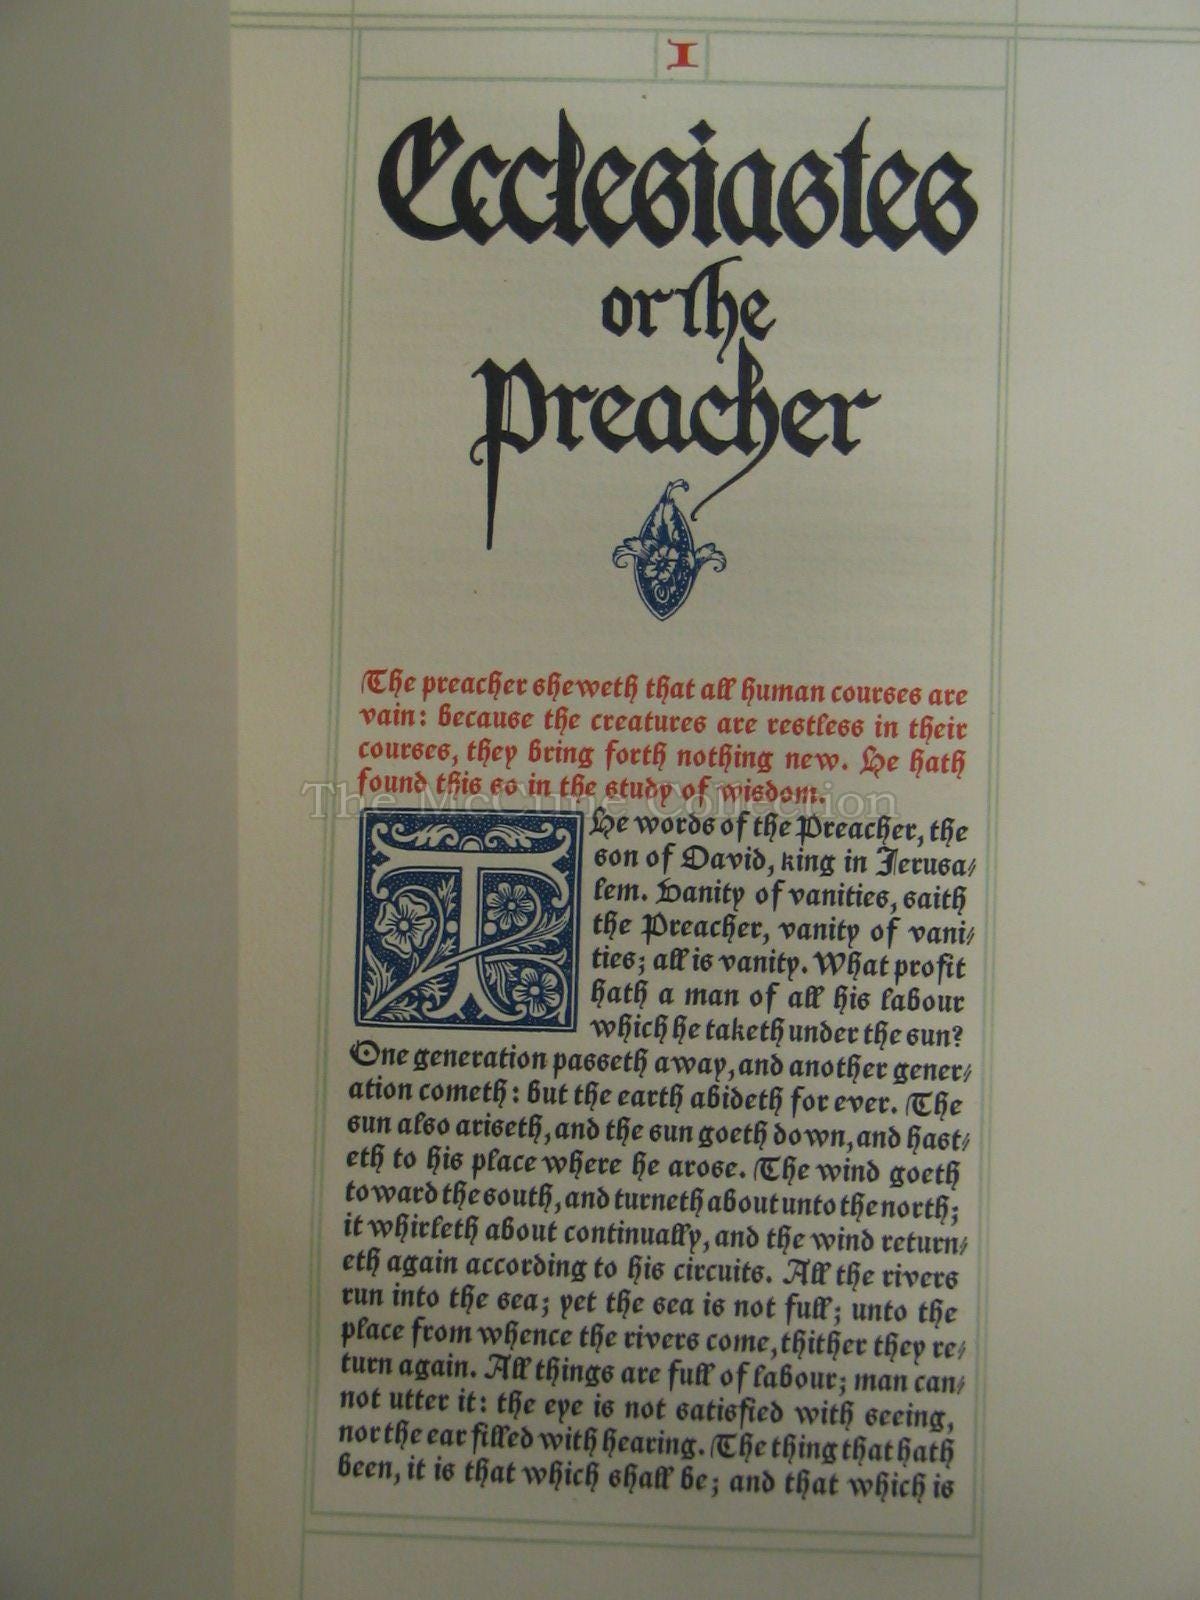 I
Ecclesiastes
or the
Preacher
The preacher sheweth that all human courses are
vain: because the creatures are restless in their
courses, they bring forth nothing new. He hath
found this so in the study of wisdom.
The McCune Collection
The words of the Preacher, the
son of David, king in Jerusa-
lem. Vanity of vanities, saith
the Preacher, vanity of vani-
ties; all is vanity. What profit
hath a man of all his labour
which he taketh under the sun?
One generation passeth away, and another gener-
ation cometh: but the earth abideth for ever. The
sun also ariseth, and the sun goeth down, and hast-
eth to his place where he arose. The wind goeth
toward the south, and turneth about unto the north;
it whirleth about continually, and the wind return-
eth again according to his circuits. All the rivers
run into the sea; yet the sea is not full; unto the
place from whence the rivers come, thither they re-
turn again. All things are full of labour; man can-
not utter it: the eye is not satisfied with seeing,
nor the ear filled with hearing. The thing that hath
been, it is that which shall be; and that which is